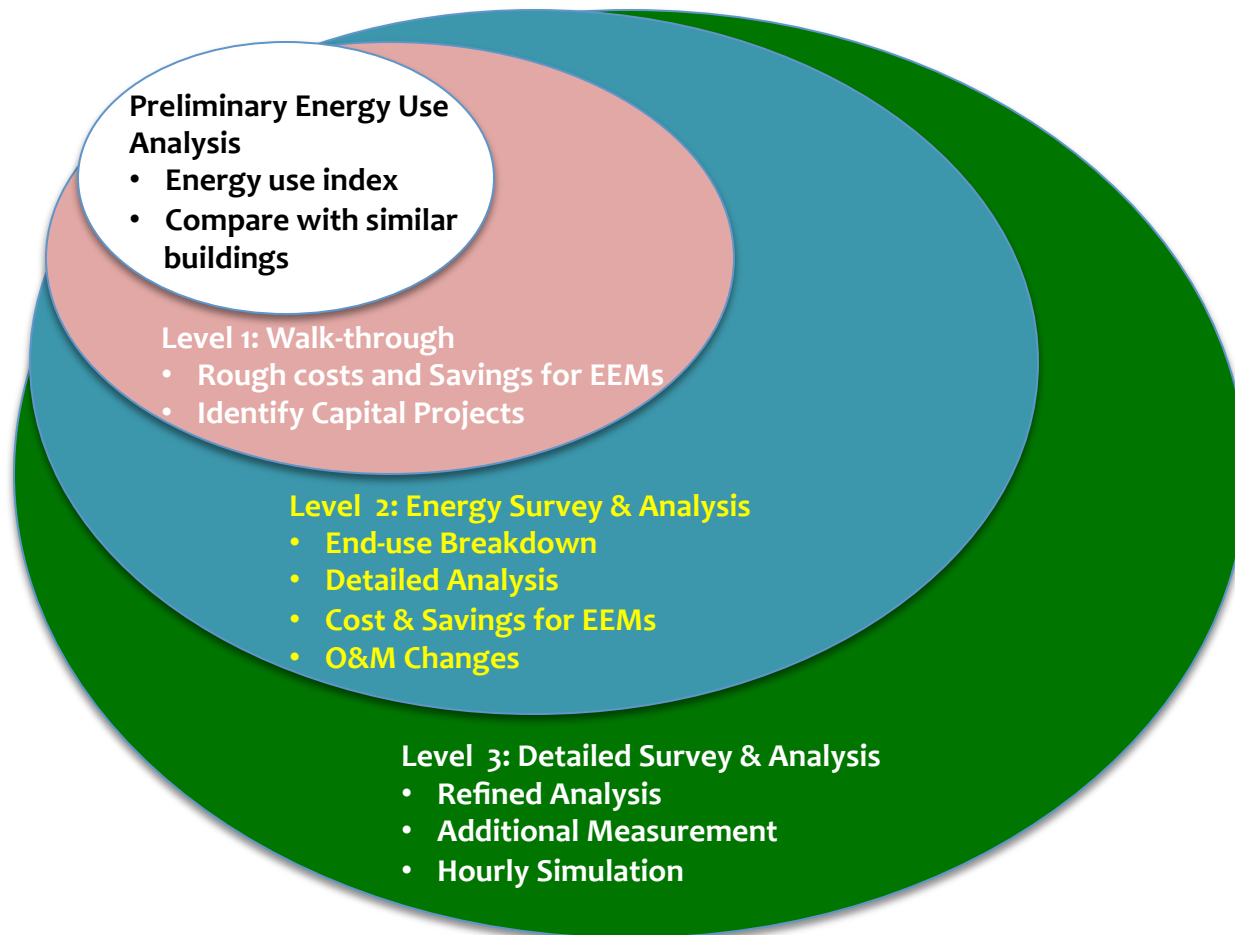 Preliminary Energy Use
Analysis
• Energy use index
• Compare with similar
buildings
Level 1: Walk-through
• Rough costs and Savings for EEMs
• Identify Capital Projects
Level 2: Energy Survey & Analysis
• End-use Breakdown
• Detailed Analysis
• Cost & Savings for EEMs
• O&M Changes
Level 3: Detailed Survey & Analysis
• Refined Analysis
• Additional Measurement
• Hourly Simulation